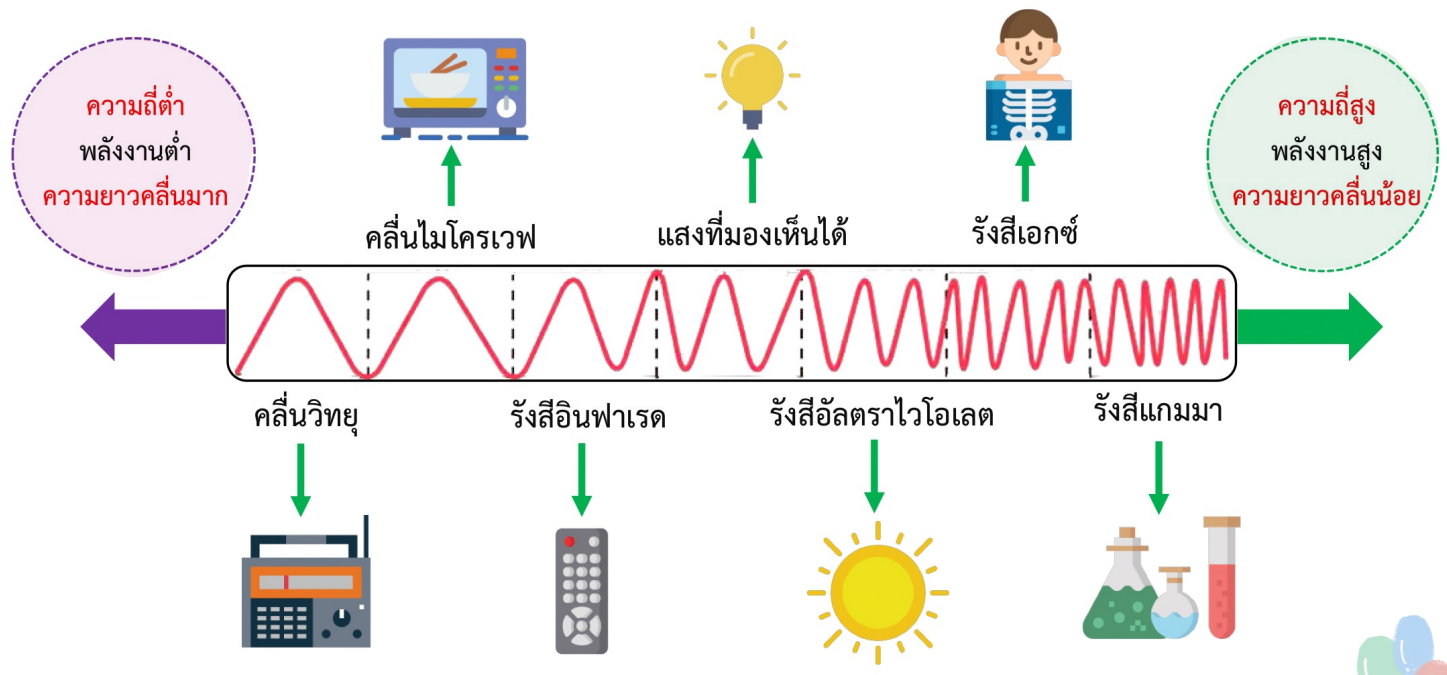 ความถี่ต่ำ
พลังงานต่ำ
ความยาวคลื่นมาก
ความถี่สูง
พลังงานสูง
ความยาวคลื่นน้อย
คลื่นไมโครเวฟ
แสงที่มองเห็นได้
รังสีเอกซ์
คลื่นวิทยุ
รังสีอินฟาเรด
รังสีอัลตราไวโอเลต
รังสีแกมมา